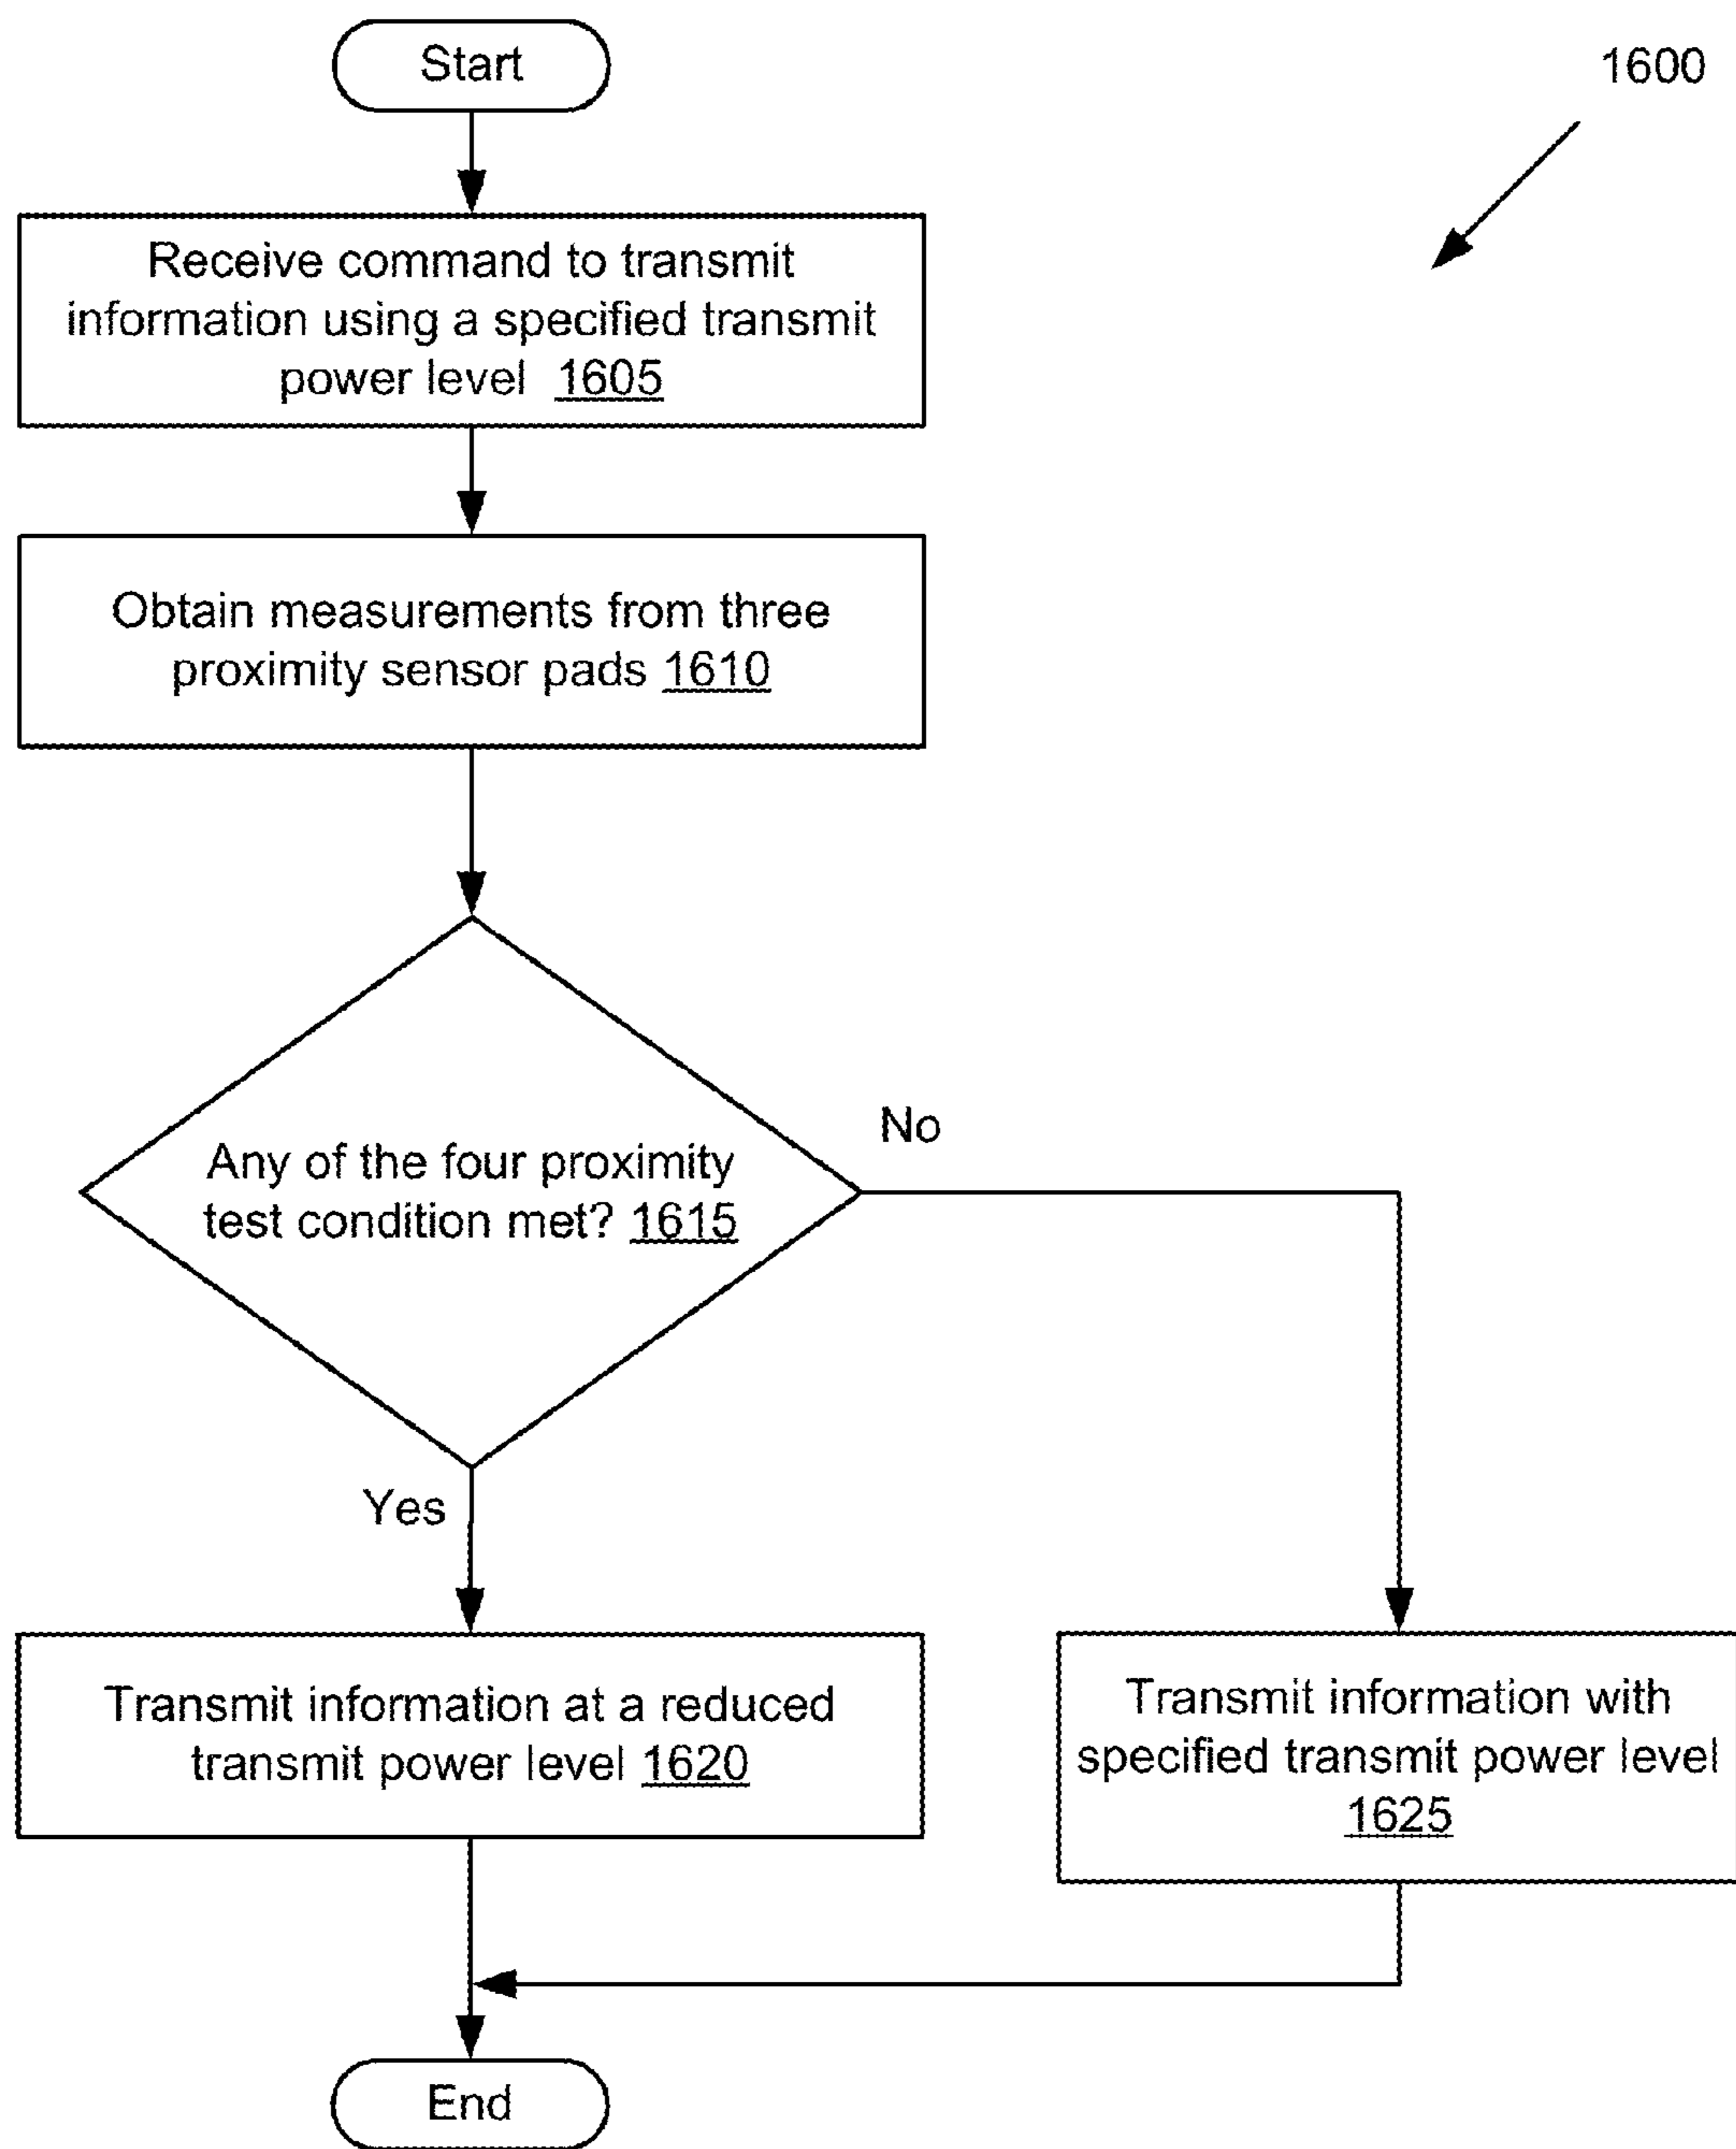 Start
1600
Receive command to transmit
information using a specified transmit
power level 1605
Obtain measurements from three
proximity sensor pads 1610
Any of the four proximity
test condition met? 1615
No
Yes
Transmit information at a reduced
transmit power level 1620
Transmit information with
specified transmit power level
1625
End